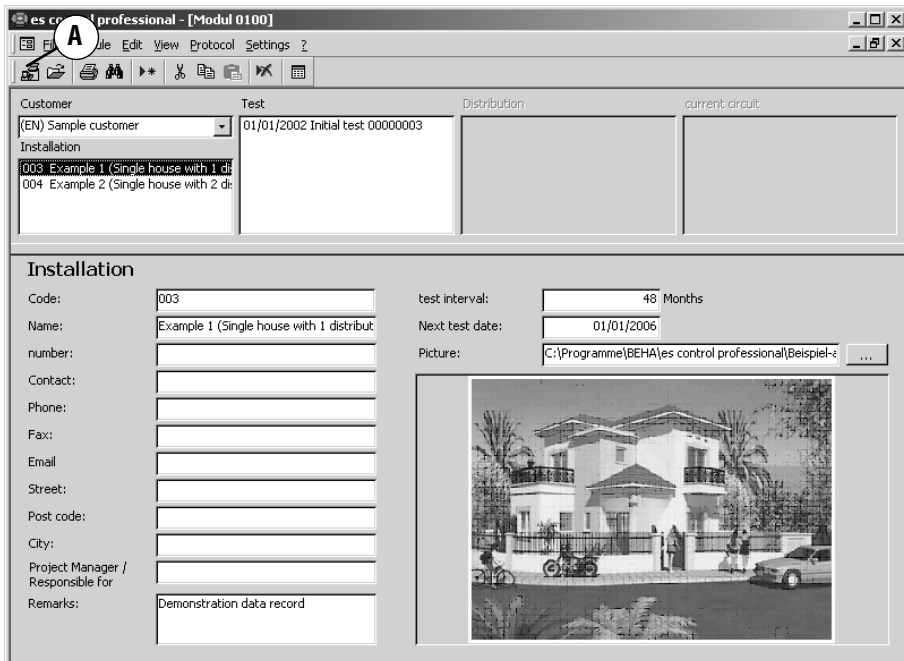 es control professional - [Modul 0100]
A
Edit View Protocol Settings ?
Customer
(EN) Sample customer
Installation
003 Example 1 (Single house with 1 di
004 Example 2 (Single house with 2 di
Test
01/01/2002 Initial test 00000003
Distribution
current circuit
Installation
Code: 003
Name: Example 1 (Single house with 1 distribut
number:
Contact:
Phone:
Fax:
Email
Street:
Post code:
City:
Project Manager /
Responsible for
Remarks: Demonstration data record
test interval: 48 Months
Next test date: 01/01/2006
Picture: C:\Programme\BEHA\es control professional\Beispiel-a ...